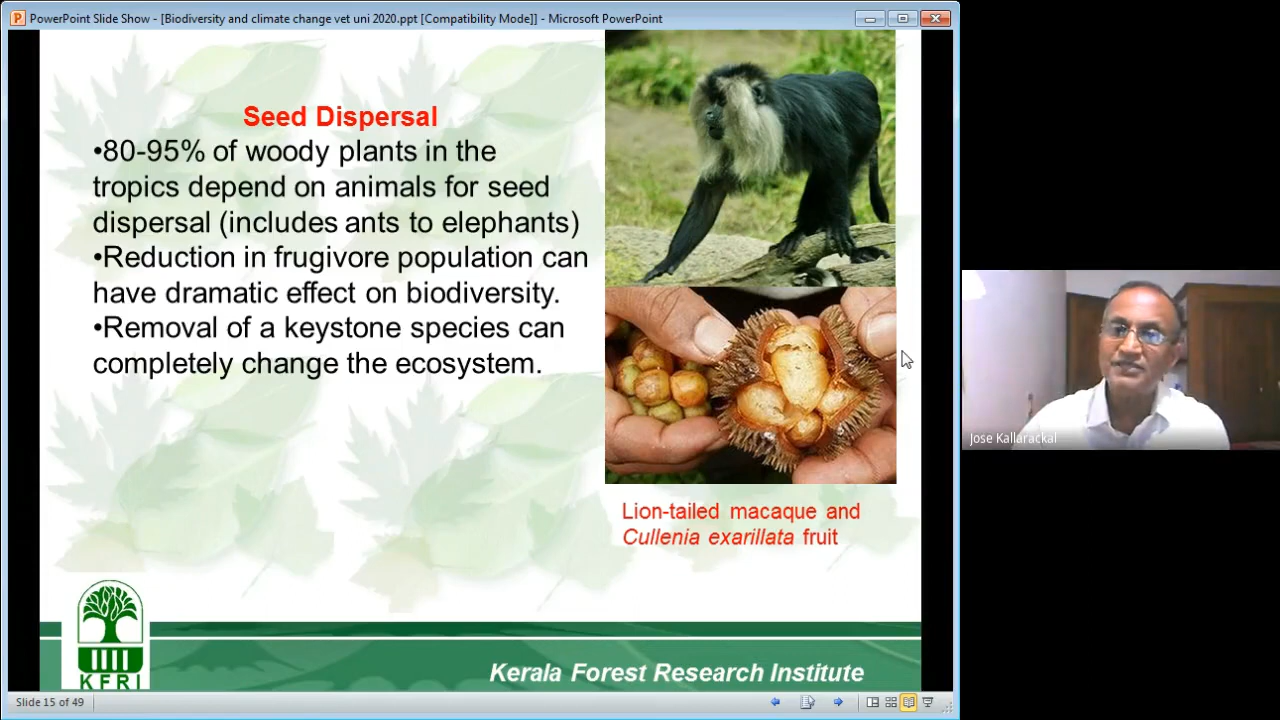 PowerPoint Slide Show - [Biodiversity and climate change vet uni 2020.ppt [Compatibility Mode]] - Microsoft PowerPoint
Seed Dispersal
•80-95% of woody plants in the
tropics depend on animals for seed
dispersal (includes ants to elephants)
•Reduction in frugivore population can
have dramatic effect on biodiversity.
•Removal of a keystone species can
completely change the ecosystem.
Lion-tailed macaque and
Cullenia exarillata fruit
Jose Kallarackal
KFRI
Kerala Forest Research Institute
Slide 15 of 49